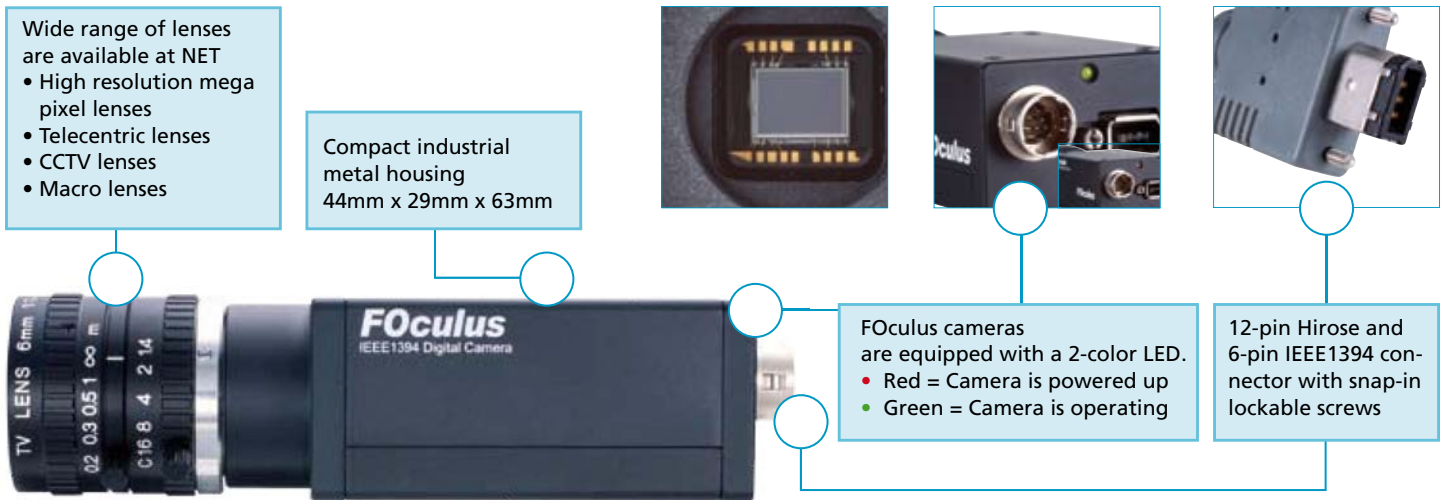 Wide range of lenses
are available at NET
• High resolution mega
pixel lenses
• Telecentric lenses
• CCTV lenses
• Macro lenses
Compact industrial
metal housing
44mm x 29mm x 63mm
Oculus
FOculus
IEEE1394 Digital Camera
TV LENS 6mm
0.2 0.3 0.5 1 ∞ m
C 16 8 4 2 1.4
FOculus cameras
are equipped with a 2-color LED.
• Red = Camera is powered up
• Green = Camera is operating
12-pin Hirose and
6-pin IEEE1394 con-
nector with snap-in
lockable screws